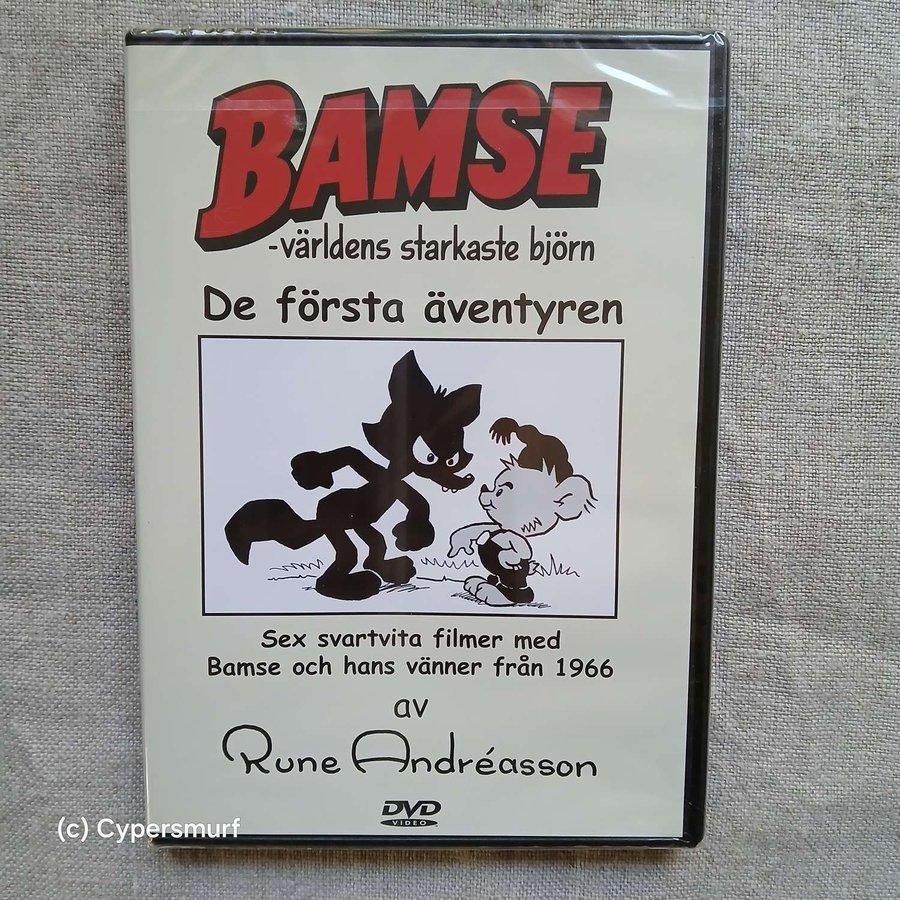 BAMSE
-världens starkaste björn
De första äventyren
Sex svartvita filmer med
Bamse och hans vänner från 1966
av
Rune Andréasson
DVD
VIDEO
(c) Cypersmurf